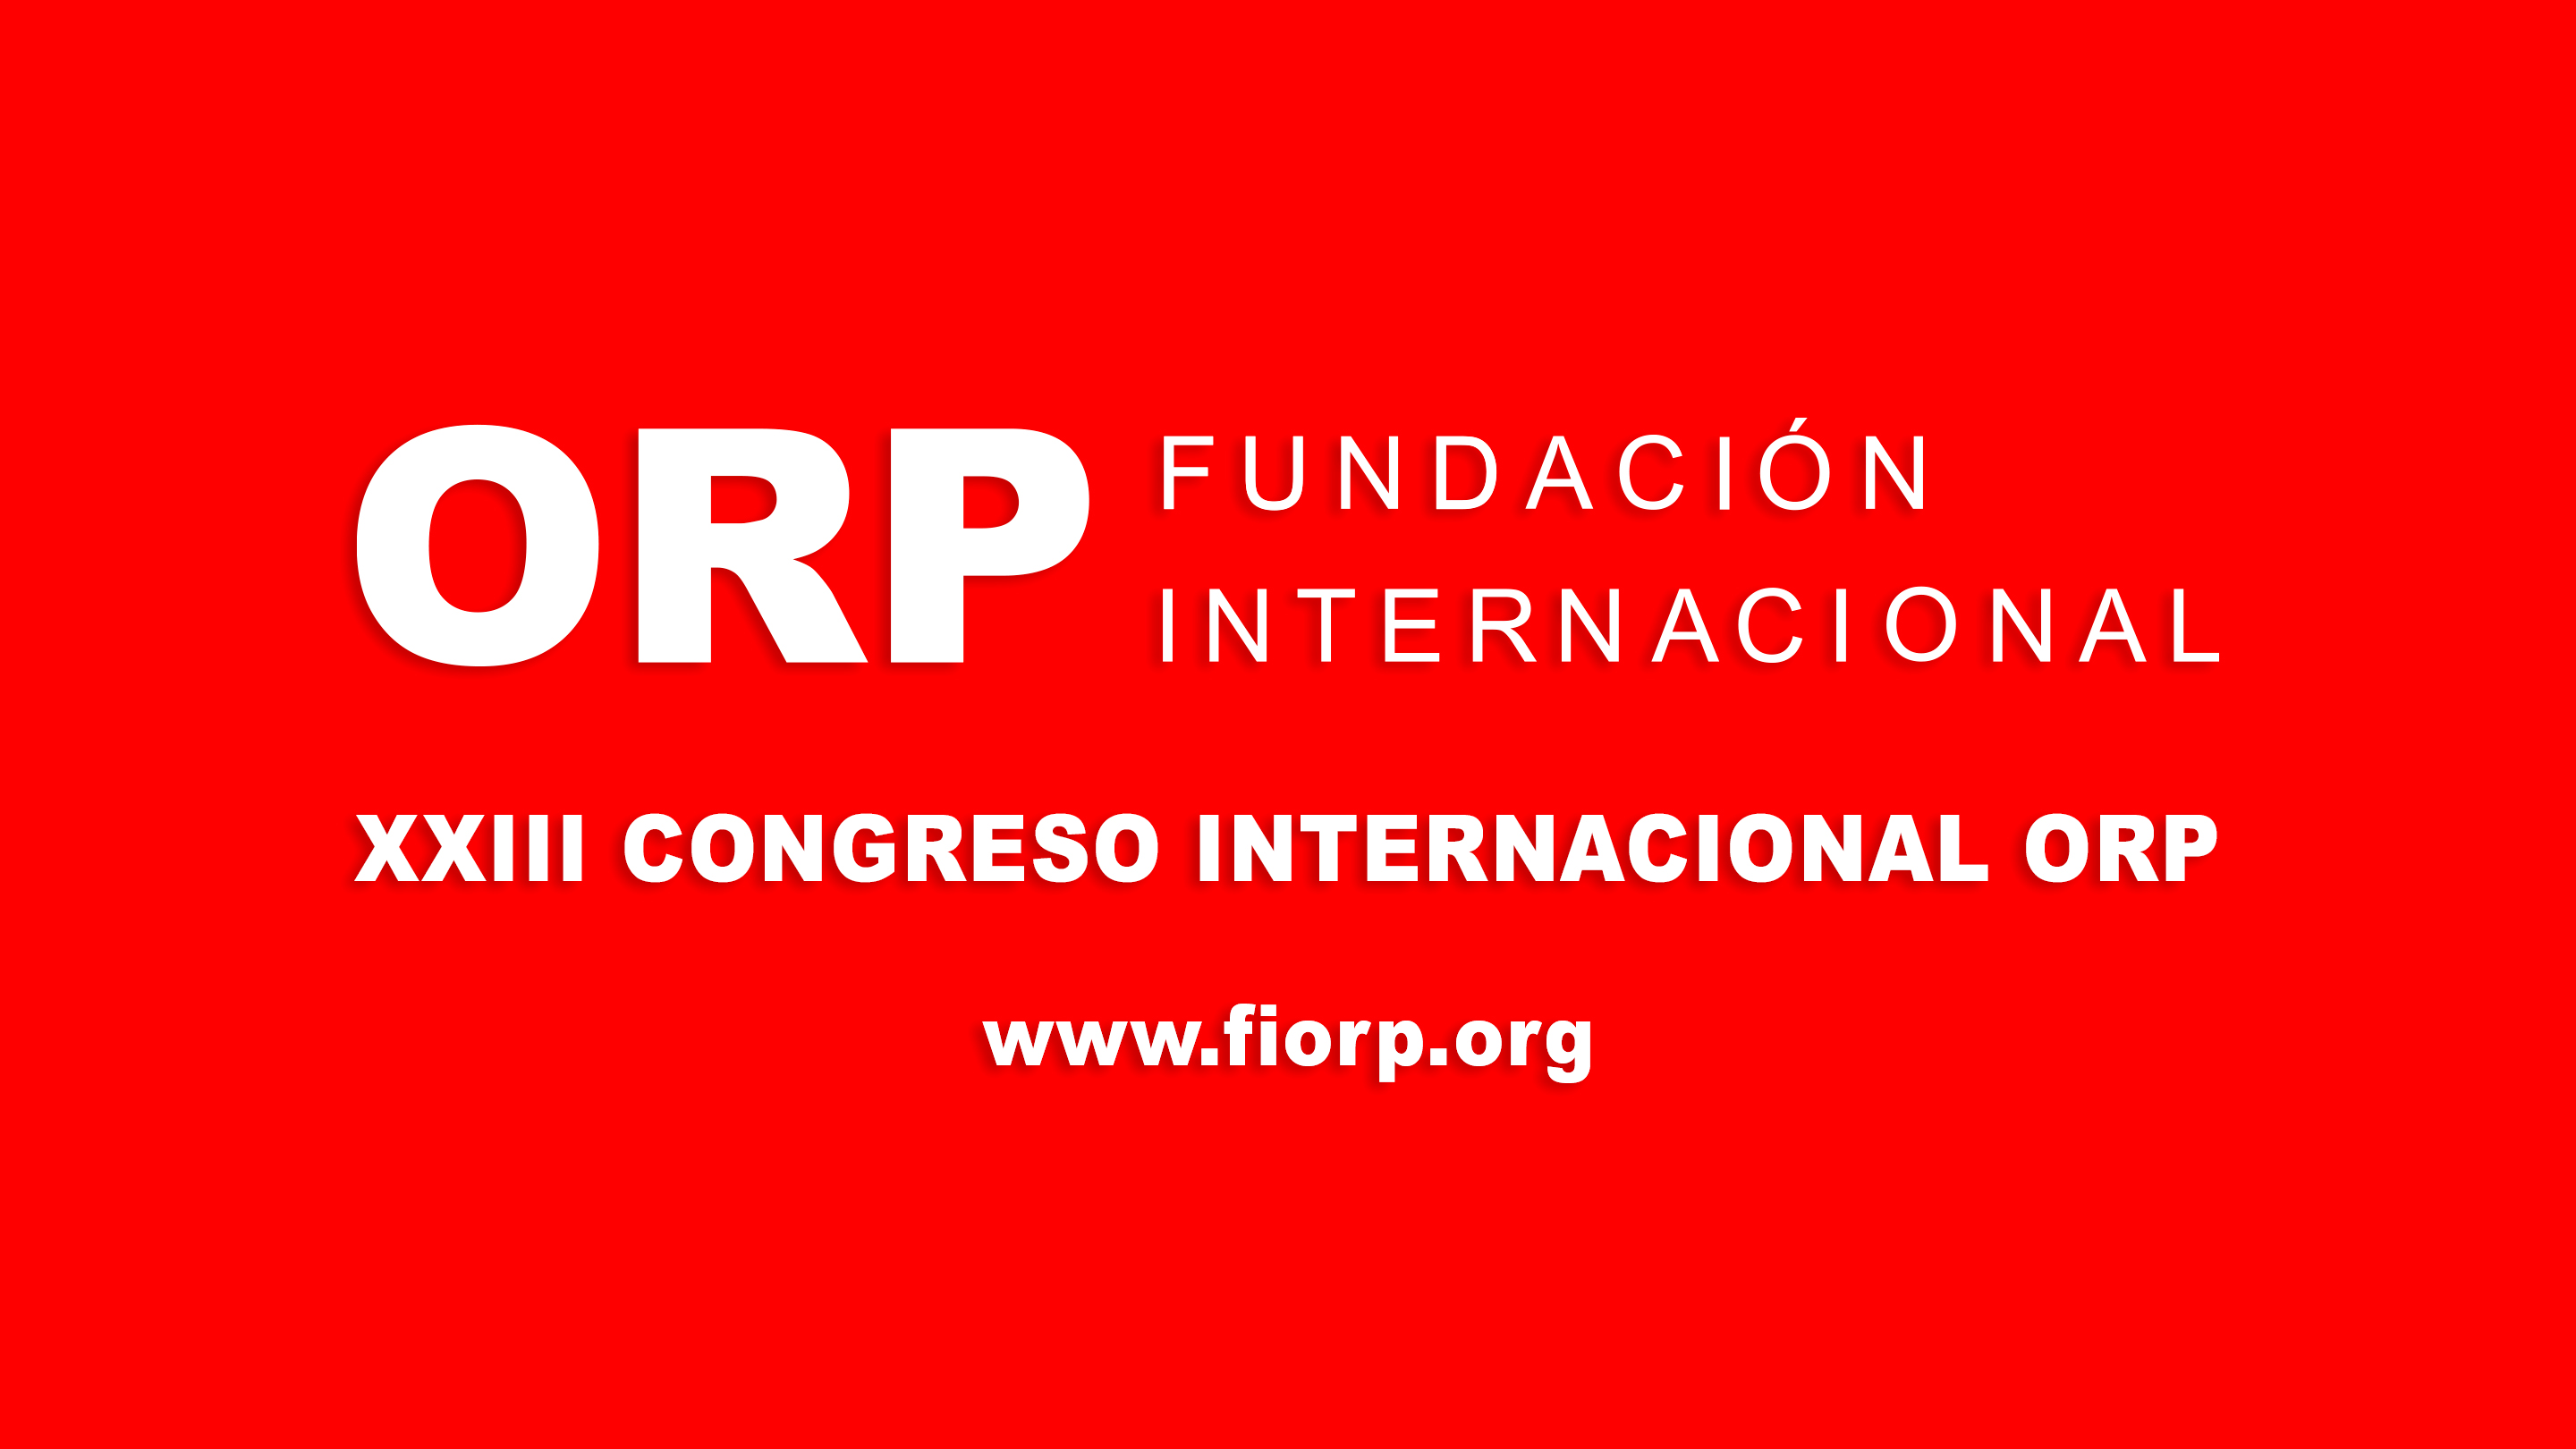 ORP FUNDACIÓN
INTERNACIONAL
XXIII CONGRESO INTERNACIONAL ORP
www.fiorp.org